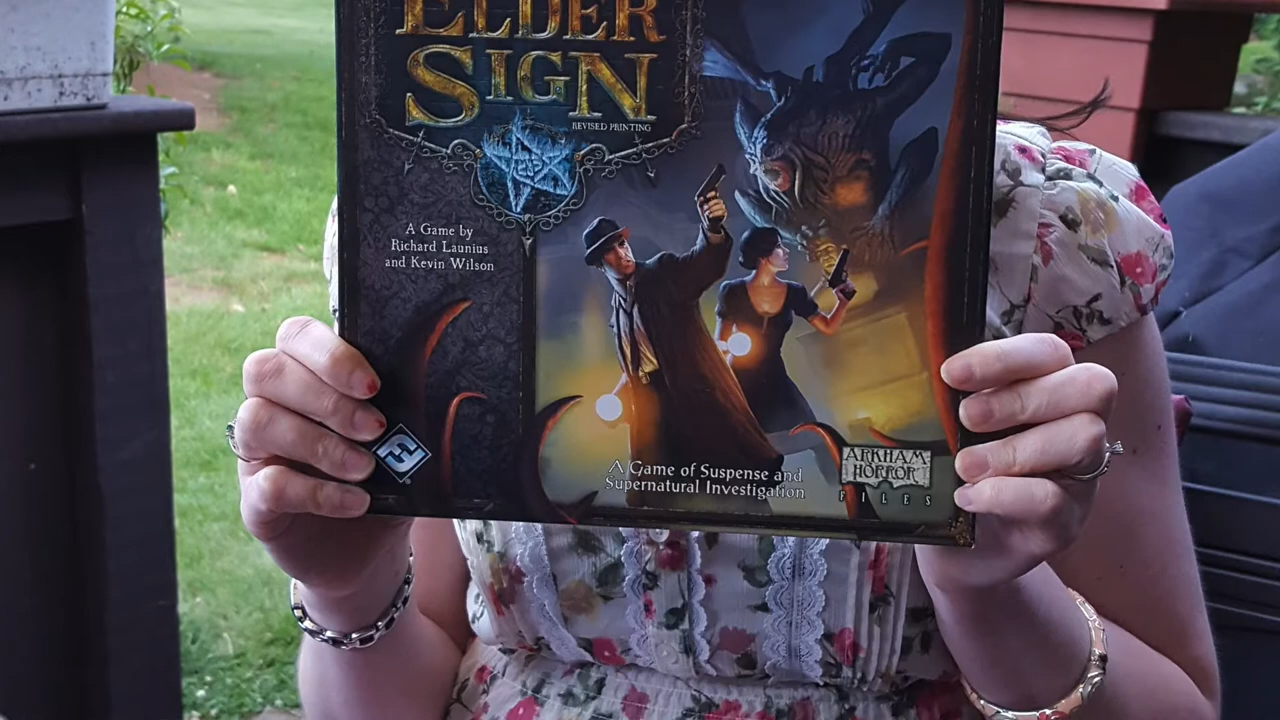 ELDER
SIGN
REVISED PRINTING
A Game by
Richard Launius
and Kevin Wilson
A Game of Suspense and
Supernatural Investigation
ARKHAM
HORROR
FILES